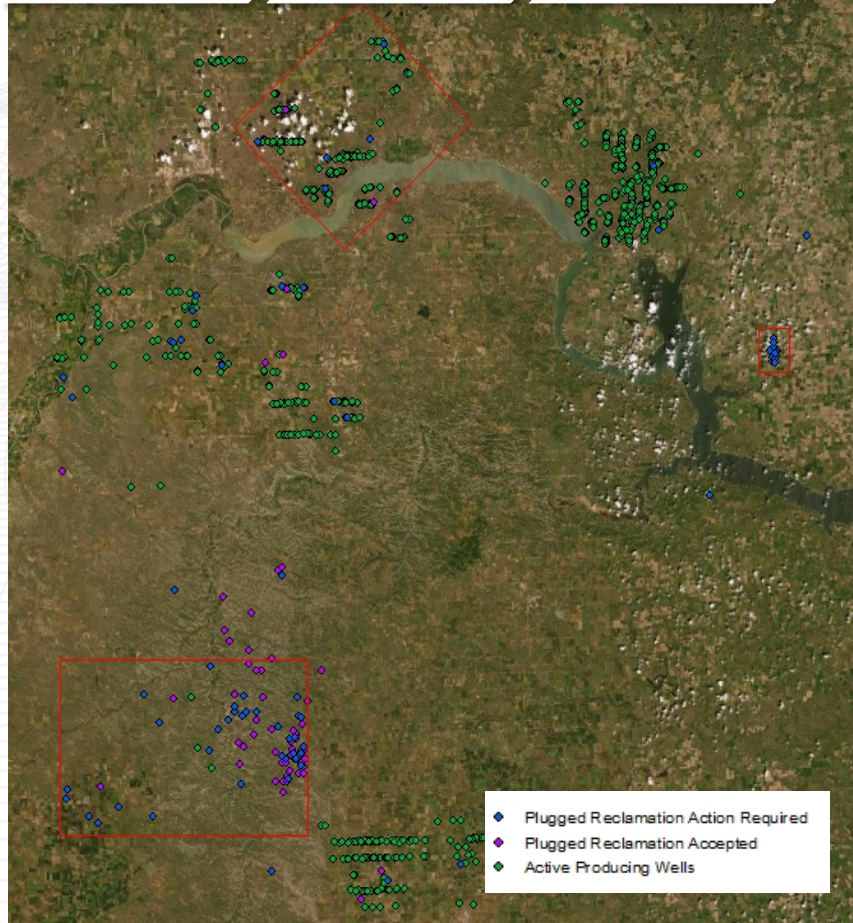 Plugged Reclamation Action Required
Plugged Reclamation Accepted
Active Producing Wells